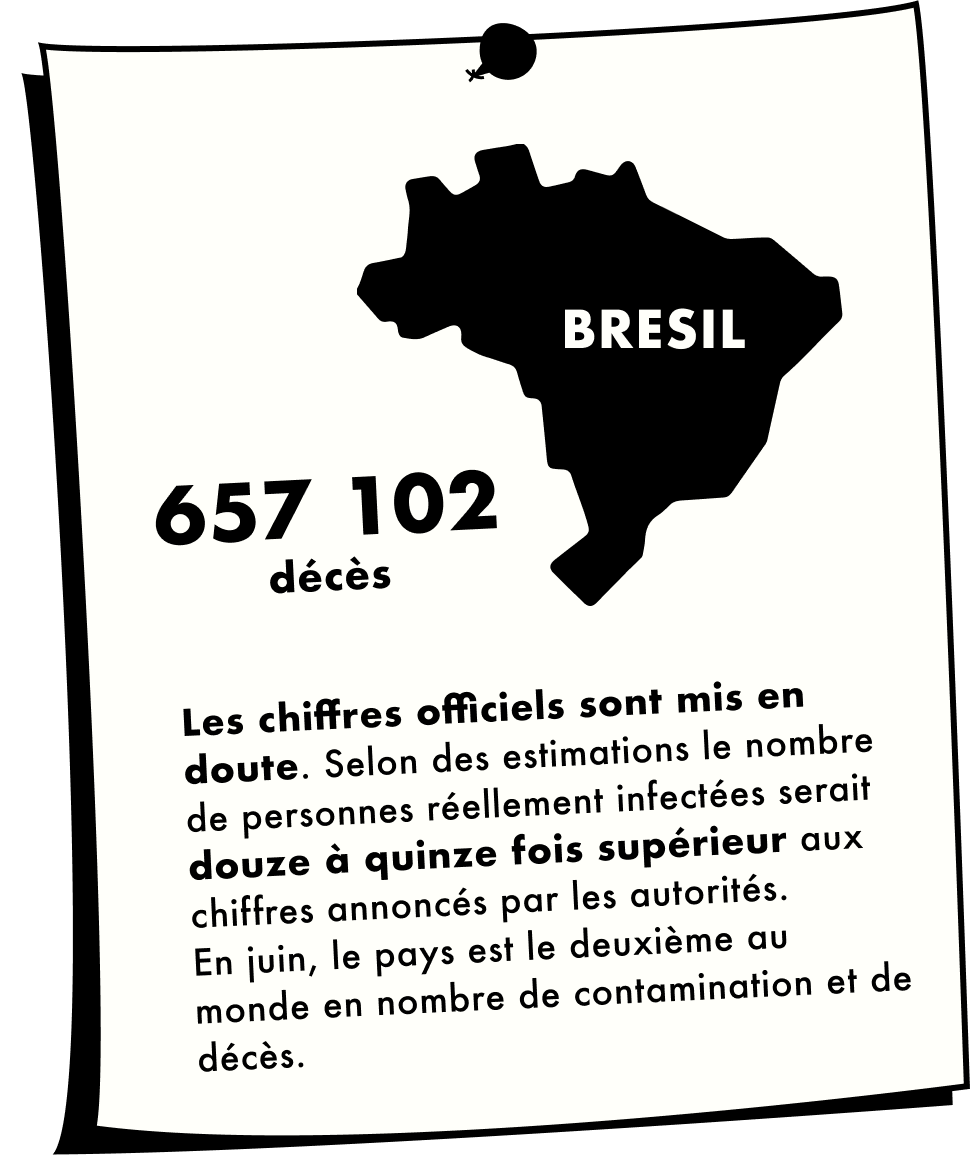 BRESIL
657 102
décès
Les chiffres officiels sont mis en
doute. Selon des estimations le nombre
de personnes réellement infectées serait
douze à quinze fois supérieur aux
chiffres annoncés par les autorités.
En juin, le pays est le deuxième au
monde en nombre de contamination et de
décès.